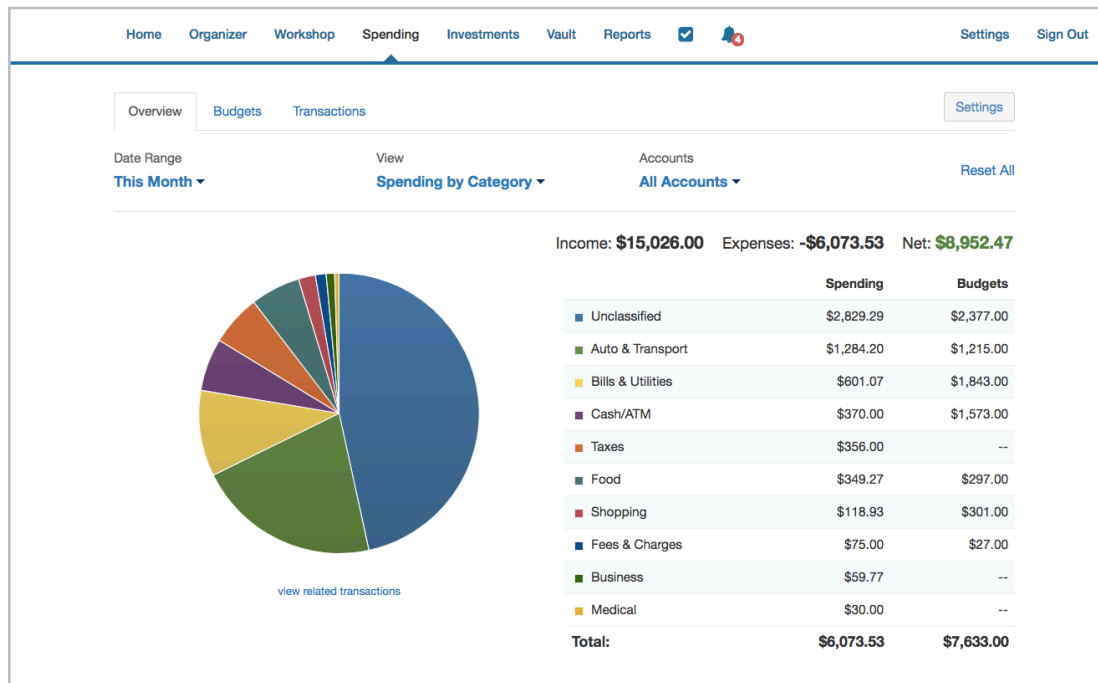 Home Organizer Workshop Spending Investments Vault Reports 4 Settings Sign Out
Overview Budgets Transactions Settings
Date Range View Accounts
This Month Spending by Category All Accounts Reset All
Income: $15,026.00 Expenses: -$6,073.53 Net: $8,952.47
Spending Budgets
Unclassified $2,829.29 $2,377.00
Auto & Transport $1,284.20 $1,215.00
Bills & Utilities $601.07 $1,843.00
Cash/ATM $370.00 $1,573.00
Taxes $356.00 --
Food $349.27 $297.00
Shopping $118.93 $301.00
Fees & Charges $75.00 $27.00
Business $59.77 --
Medical $30.00 --
Total: $6,073.53 $7,633.00
view related transactions